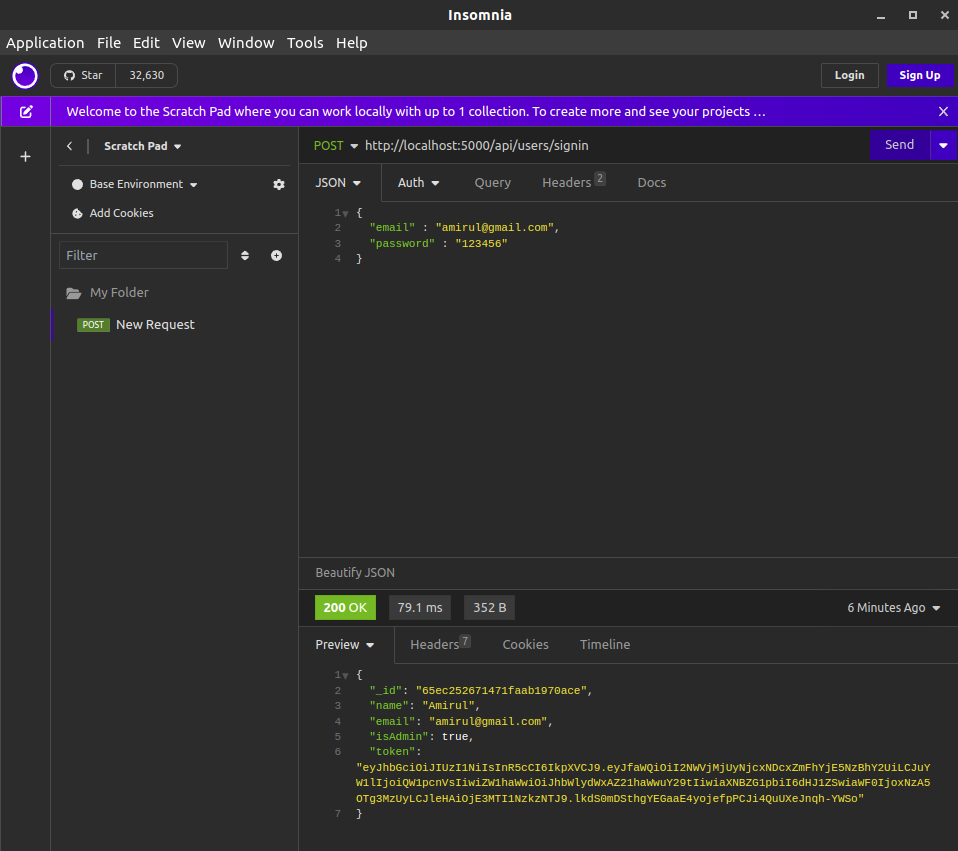 Insomnia
Application File Edit View Window Tools Help
Star 32,630 Login Sign Up
Welcome to the Scratch Pad where you can work locally with up to 1 collection. To create more and see your projects …
Scratch Pad
POST http://localhost:5000/api/users/signin Send
Base Environment
JSON Auth Query Headers 2 Docs
Add Cookies
Filter
My Folder
POST New Request
1 {
2 "email" : "amirul@gmail.com",
3 "password" : "123456"
4 }
Beautify JSON
200 OK 79.1 ms 352 B 6 Minutes Ago
Preview Headers 7 Cookies Timeline
1 {
2 "_id": "65ec252671471faab1970ace",
3 "name": "Amirul",
4 "email": "amirul@gmail.com",
5 "isAdmin": true,
6 "token":
"eyJhbGciOiJIUzI1NiIsInR5cCI6IkpXVCJ9.eyJfaWQiOiI2NWVjMjUyNjcxNDcxZmFhYjE5NzBhY2UiLCJuY
W1lIjoiQW1pcnVsIiwiZW1haWwiOiJhbWlydWxAZ21haWwuY29tIiwiaXNBZG1pbiI6dHJ1ZSwiaWF0IjoxNzA5
OTg3MzUyLCJleHAiOjE3MTI1NzkzNTJ9.lkdS0mDSthgYEGaaE4yojefpPCJi4QuUXeJnqh-YWSo"
7 }